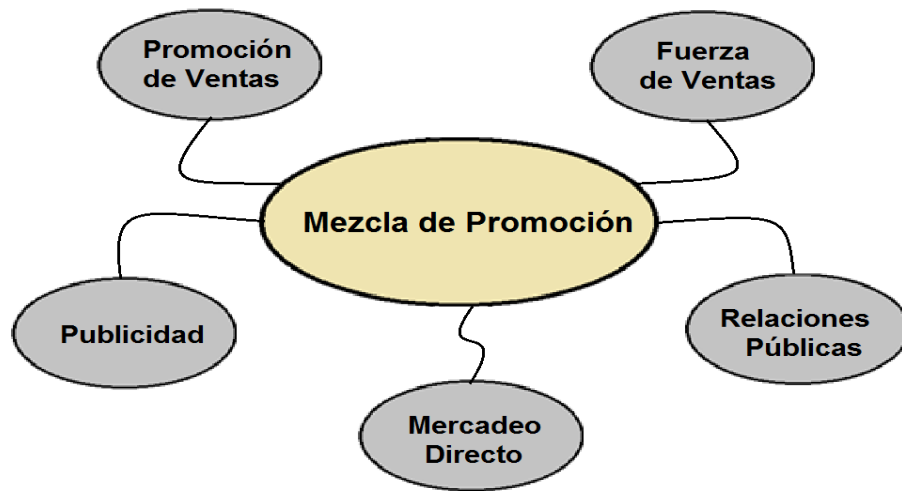 Promoción
de Ventas
Fuerza
de Ventas
Mezcla de Promoción
Publicidad
Relaciones
Públicas
Mercadeo
Directo